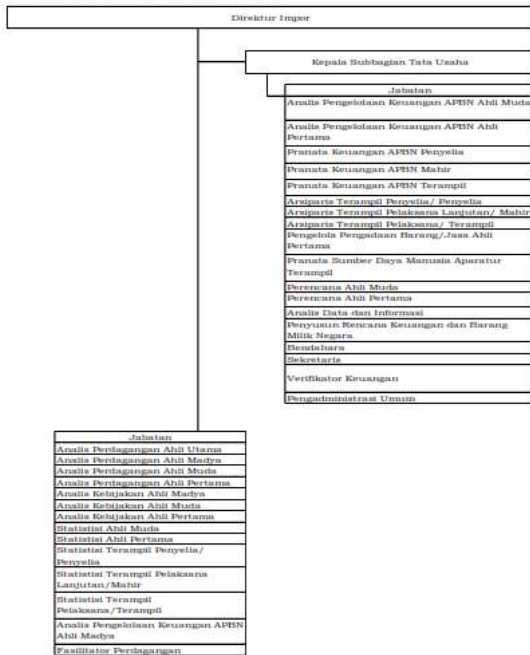 Direktur Impor
Kepala Subbagian Tata Usaha
Jabatan
Analis Pengelolaan Keuangan APBN Ahli Muda
Analis Pengelolaan Keuangan APBN Ahli
Pertama
Pranata Keuangan APBN Penyelia
Pranata Keuangan APBN Mahir
Pranata Keuangan APBN Terampil
Arsiparis Terampil Penyelia/ Penyelia
Arsiparis Terampil Pelaksana Lanjutan/ Mahir
Arsiparis Terampil Pelaksana/ Terampil
Pengelola Pengadaan Barang/Jasa Ahli
Pertama
Pranata Sumber Daya Manusia Aparatur
Terampil
Perencana Ahli Muda
Perencana Ahli Pertama
Analis Data dan Informasi
Penyusun Rencana Keuangan dan Barang
Milik Negara
Bendahara
Sekretaris
Verifikator Keuangan
Pengadministrasi Umum
Jabatan
Analis Perdagangan Ahli Utama
Analis Perdagangan Ahli Madya
Analis Perdagangan Ahli Muda
Analis Perdagangan Ahli Pertama
Analis Kebijakan Ahli Madya
Analis Kebijakan Ahli Muda
Analis Kebijakan Ahli Pertama
Statistisi Ahli Muda
Statistisi Ahli Pertama
Statistisi Terampil Penyelia/
Penyelia
Statistisi Terampil Pelaksana
Lanjutan/Mahir
Statistisi Terampil
Pelaksana/Terampil
Analis Pengelolaan Keuangan APBN
Ahli Madya
Fasilitator Perdagangan